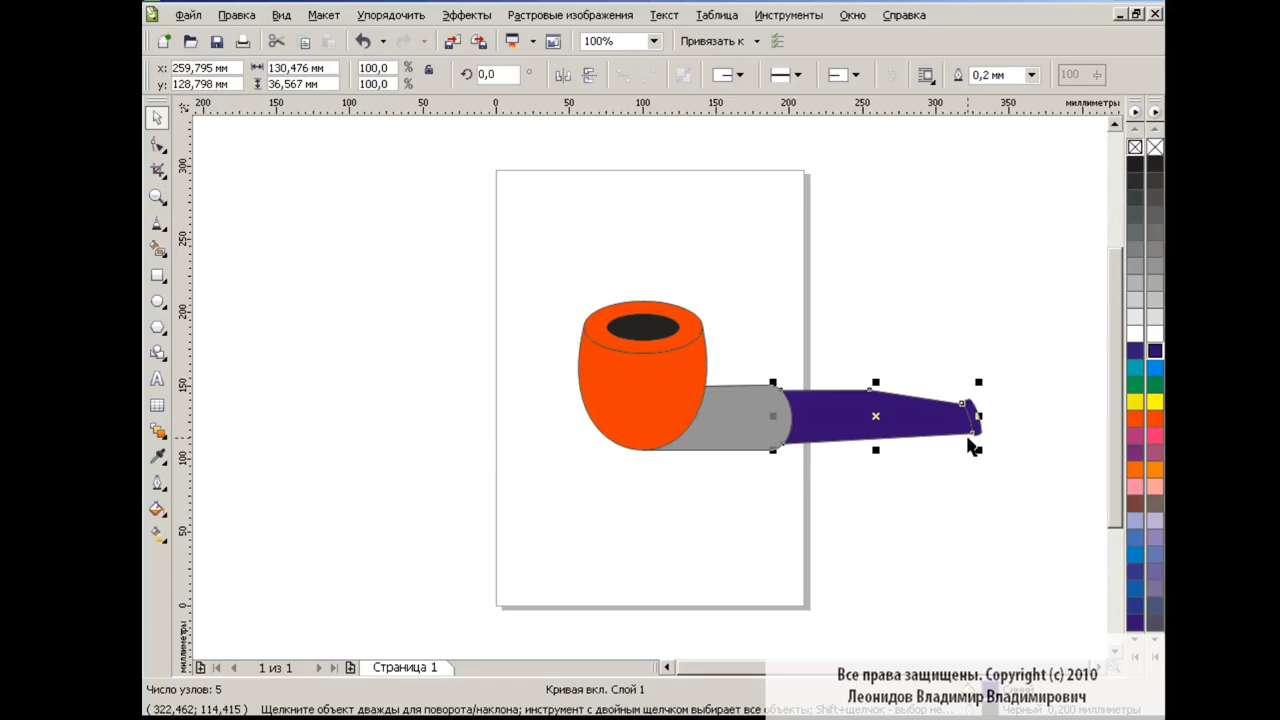 Файл Правка Вид Макет Упорядочить Эффекты Растровые изображения Текст Таблица Инструменты Окно Справка
100% Привязать к
x: 259,795 мм 130,476 мм 100,0 % 0,0 ° 0,2 мм 100
y: 128,798 мм 36,567 мм 100,0 %
200 150 100 50 0 50 100 150 200 250 300 350 миллиметры
300
250
200
150
100
50
0
миллиметры
1 из 1 Страница 1
Все права защищены. Copyright (c) 2010
Леонидов Владимир Владимирович
Число узлов: 5 Кривая вкл. Слой 1 Синий
( 322,462; 114,415) Щелкните объект дважды для поворота/наклона; инструмент с двойным щелчком выбирает все объекты; Shift+щелчок - выбор не... Черный 0,200 миллиметры